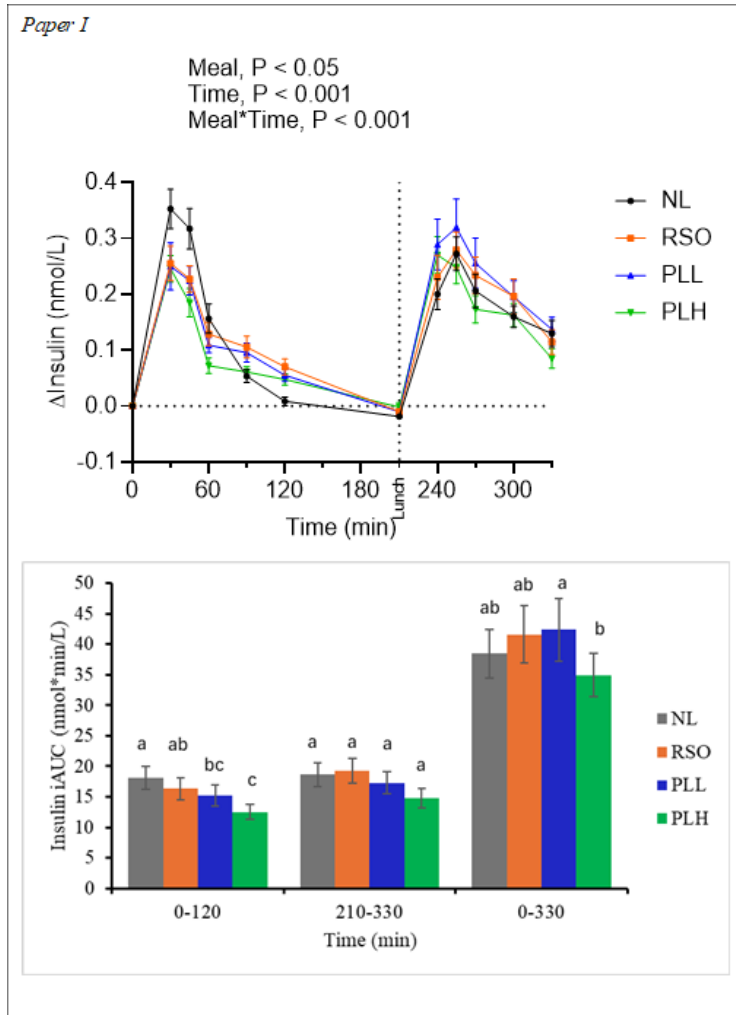 Paper I
Meal, P < 0.05
Time, P < 0.001
Meal*Time, P < 0.001
0.4
0.3
0.2
0.1
0.0
-0.1
ΔInsulin (nmol/L)
NL
RSO
PLL
PLH
0 60 120 180 240 300
Lunch
Time (min)
50
45
40
35
30
25
20
15
10
5
0
Insulin iAUC (nmol*min/L)
a ab bc c a a a a ab ab a b
NL
RSO
PLL
PLH
0-120 210-330 0-330
Time (min)